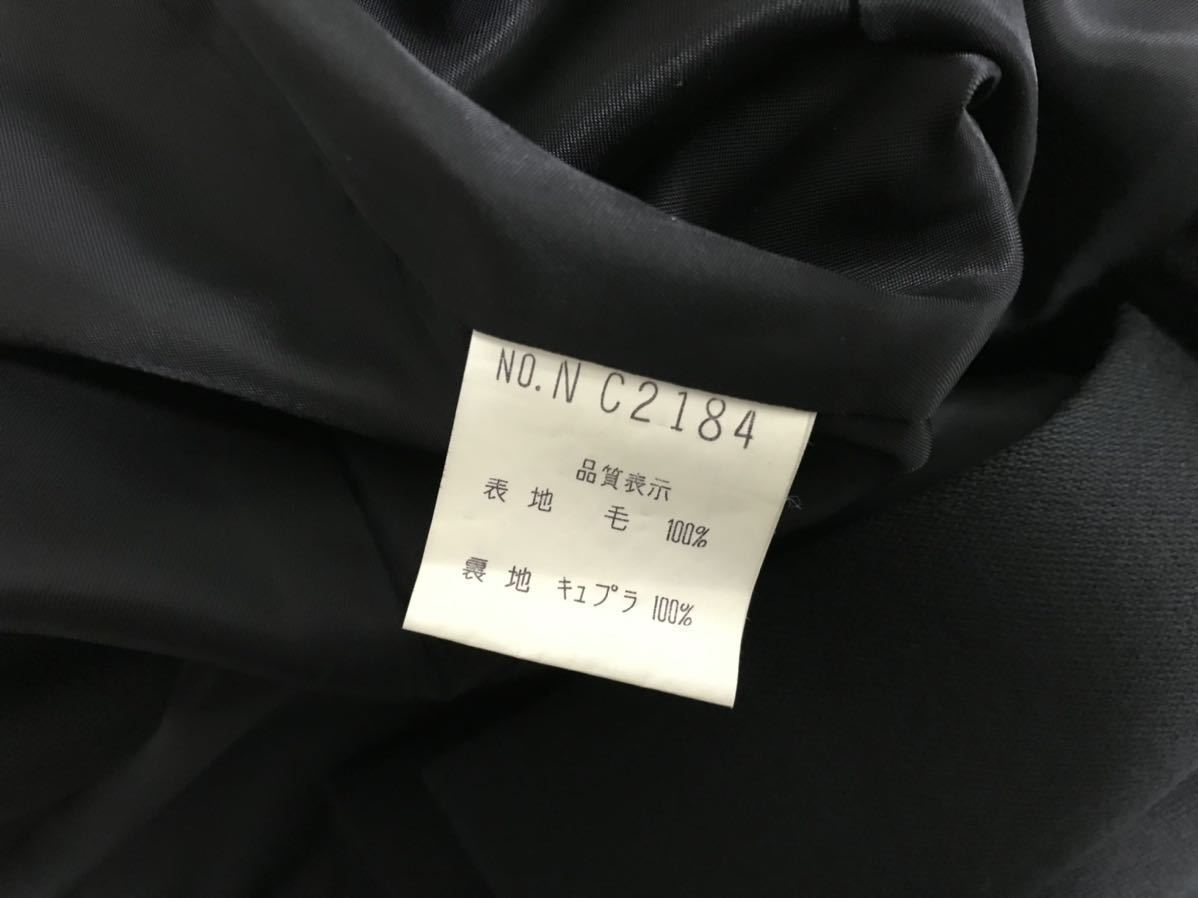 NO. N C2184
品質表示
表地 毛 100%
裏地 キュプラ 100%